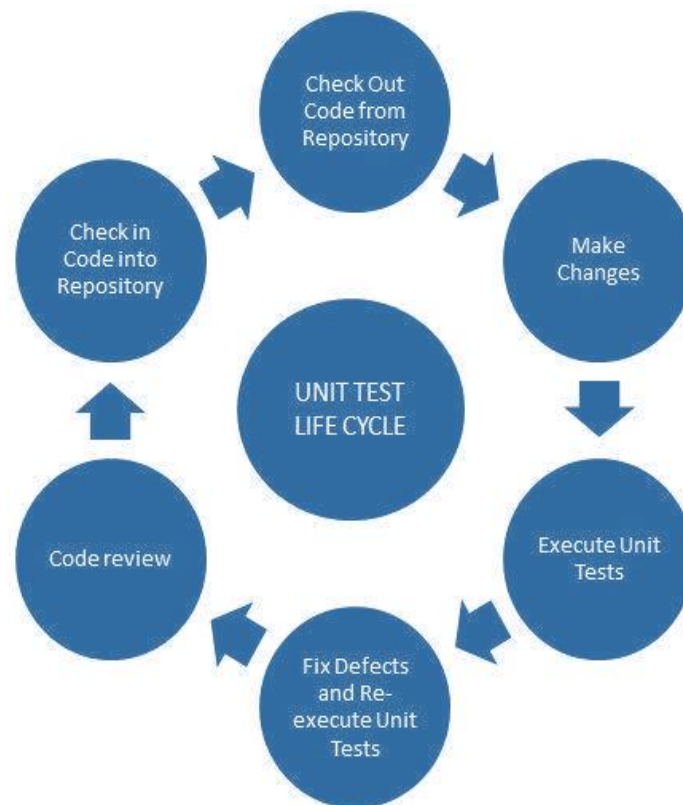 Check Out
Code from
Repository
Make
Changes
Execute Unit
Tests
Fix Defects
and Re-
execute Unit
Tests
Code review
Check in
Code into
Repository
UNIT TEST
LIFE CYCLE